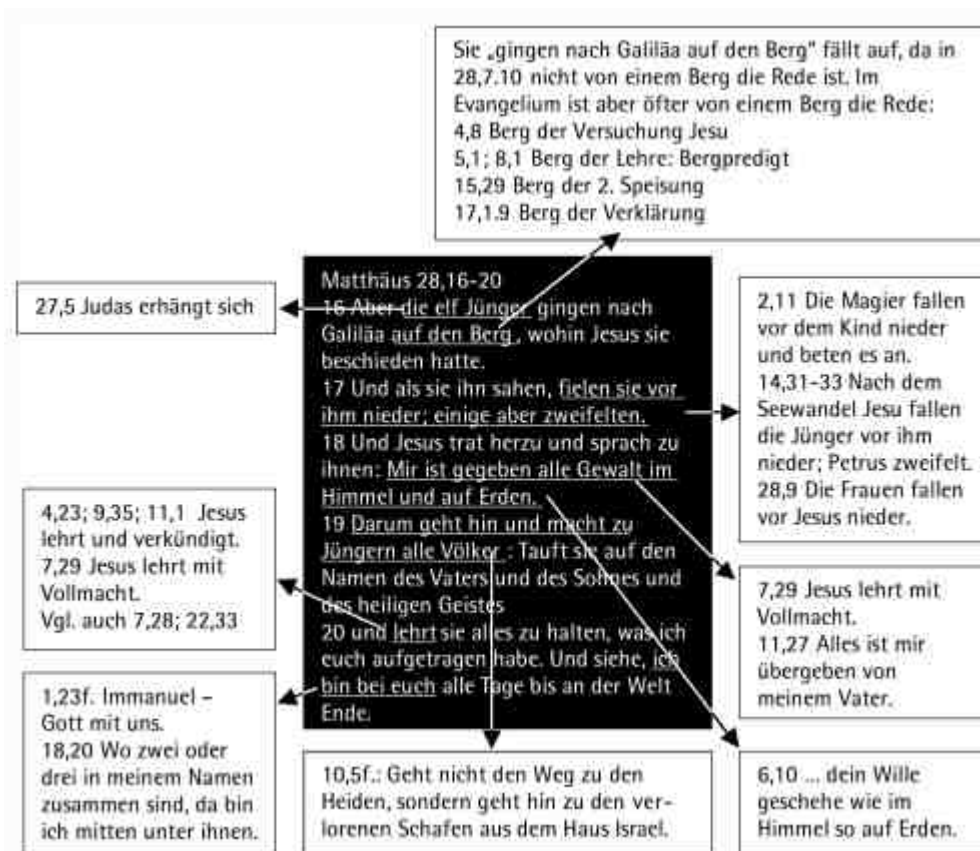 Sie „gingen nach Galiläa auf den Berg" fällt auf, da in
28,7.10 nicht von einem Berg die Rede ist. Im
Evangelium ist aber öfter von einem Berg die Rede:
4,8 Berg der Versuchung Jesu
5,1; 8,1 Berg der Lehre: Bergpredigt
15,29 Berg der 2. Speisung
17,1.9 Berg der Verklärung
27,5 Judas erhängt sich
Matthäus 28,16-20
16 Aber die elf Jünger gingen nach
Galiläa auf den Berg, wohin Jesus sie
beschieden hatte.
17 Und als sie ihn sahen, fielen sie vor
ihm nieder; einige aber zweifelten.
18 Und Jesus trat herzu und sprach zu
ihnen: Mir ist gegeben alle Gewalt im
Himmel und auf Erden.
19 Darum geht hin und macht zu
Jüngern alle Völker: Tauft sie auf den
Namen des Vaters und des Sohnes und
des heiligen Geistes
20 und lehrt sie alles zu halten, was ich
euch aufgetragen habe. Und siehe, ich
bin bei euch alle Tage bis an der Welt
Ende.
2,11 Die Magier fallen
vor dem Kind nieder
und beten es an.
14,31-33 Nach dem
Seewandel Jesu fallen
die Jünger vor ihm
nieder; Petrus zweifelt.
28,9 Die Frauen fallen
vor Jesus nieder.
4,23; 9,35; 11,1 Jesus
lehrt und verkündigt.
7,29 Jesus lehrt mit
Vollmacht.
Vgl. auch 7,28; 22,33
7,29 Jesus lehrt mit
Vollmacht.
11,27 Alles ist mir
übergeben von
meinem Vater.
1,23f. Immanuel –
Gott mit uns.
18,20 Wo zwei oder
drei in meinem Namen
zusammen sind, da bin
ich mitten unter ihnen.
10,5f.: Geht nicht den Weg zu den
Heiden, sondern geht hin zu den ver-
lorenen Schafen aus dem Haus Israel.
6,10 ... dein Wille
geschehe wie im
Himmel so auf Erden.